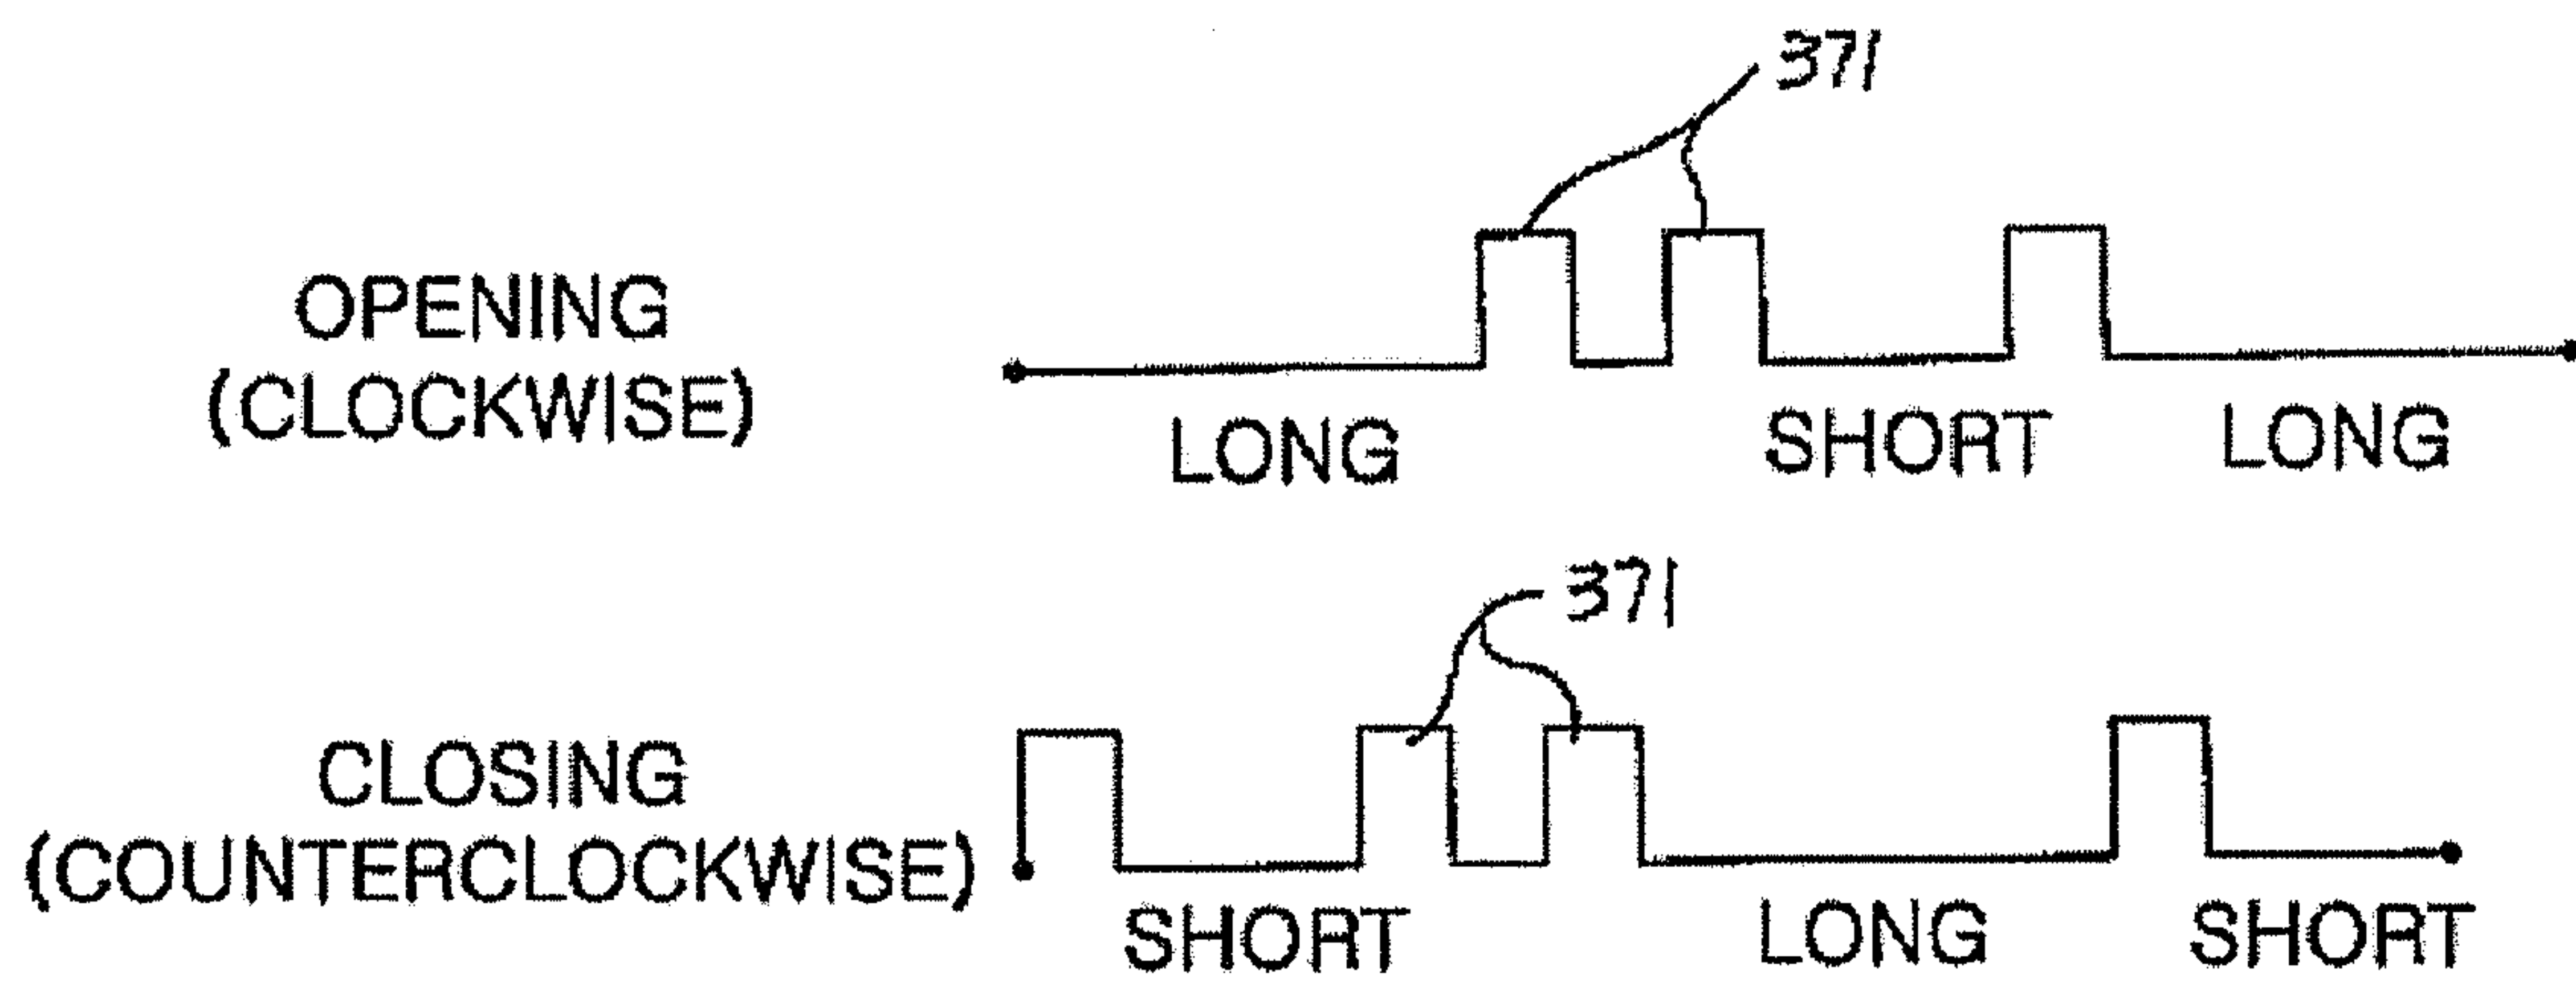 371
OPENING
(CLOCKWISE)
LONG SHORT LONG
371
CLOSING
(COUNTERCLOCKWISE)
SHORT LONG SHORT